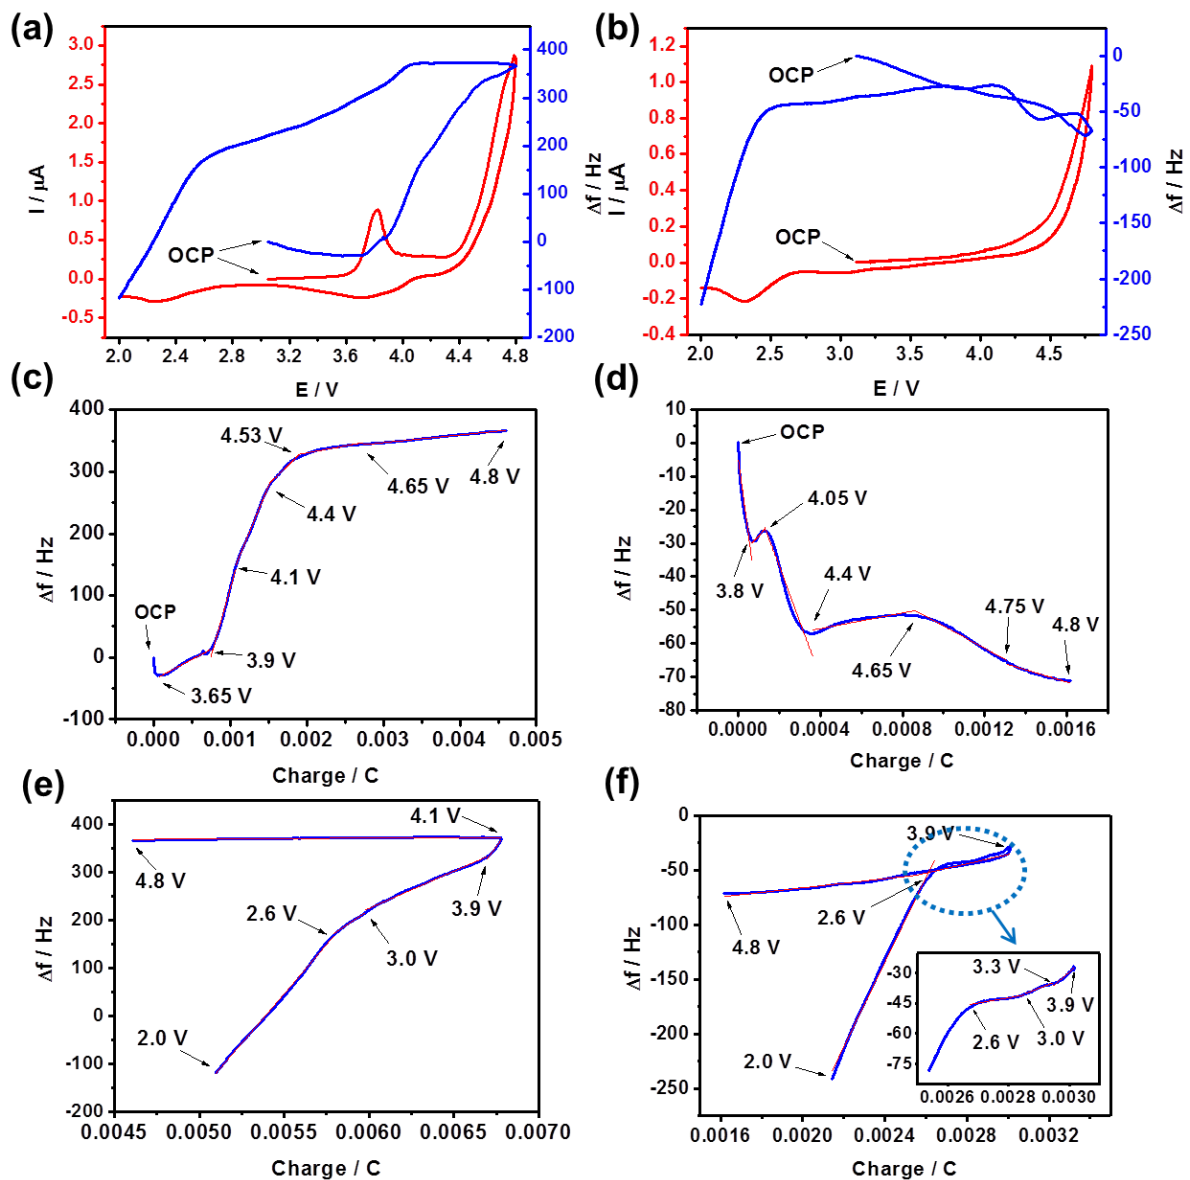 (a)
3.0
2.5
2.0
1.5
1.0
0.5
0.0
-0.5
I / µA
400
300
200
100
0
-100
-200
Δf / Hz
OCP
2.0 2.4 2.8 3.2 3.6 4.0 4.4 4.8
E / V
(b)
1.2
1.0
0.8
0.6
0.4
0.2
0.0
-0.2
-0.4
I / µA
0
-50
-100
-150
-200
-250
Δf / Hz
OCP
OCP
2.0 2.5 3.0 3.5 4.0 4.5
E / V
(c)
400
300
200
100
0
-100
Δf / Hz
4.53 V
4.65 V
4.8 V
4.4 V
4.1 V
OCP
3.9 V
3.65 V
0.000 0.001 0.002 0.003 0.004 0.005
Charge / C
(d)
10
0
-10
-20
-30
-40
-50
-60
-70
-80
Δf / Hz
OCP
4.05 V
3.8 V
4.4 V
4.75 V
4.8 V
4.65 V
0.0000 0.0004 0.0008 0.0012 0.0016
Charge / C
(e)
400
300
200
100
0
-100
-200
Δf / Hz
4.1 V
4.8 V
3.9 V
2.6 V
3.0 V
2.0 V
0.0045 0.0050 0.0055 0.0060 0.0065 0.0070
Charge / C
(f)
0
-50
-100
-150
-200
-250
Δf / Hz
3.9 V
2.6 V
4.8 V
2.0 V
-30
-45
-60
-75
3.3 V
3.9 V
2.6 V
3.0 V
0.0026 0.0028 0.0030
0.0016 0.0020 0.0024 0.0028 0.0032
Charge / C